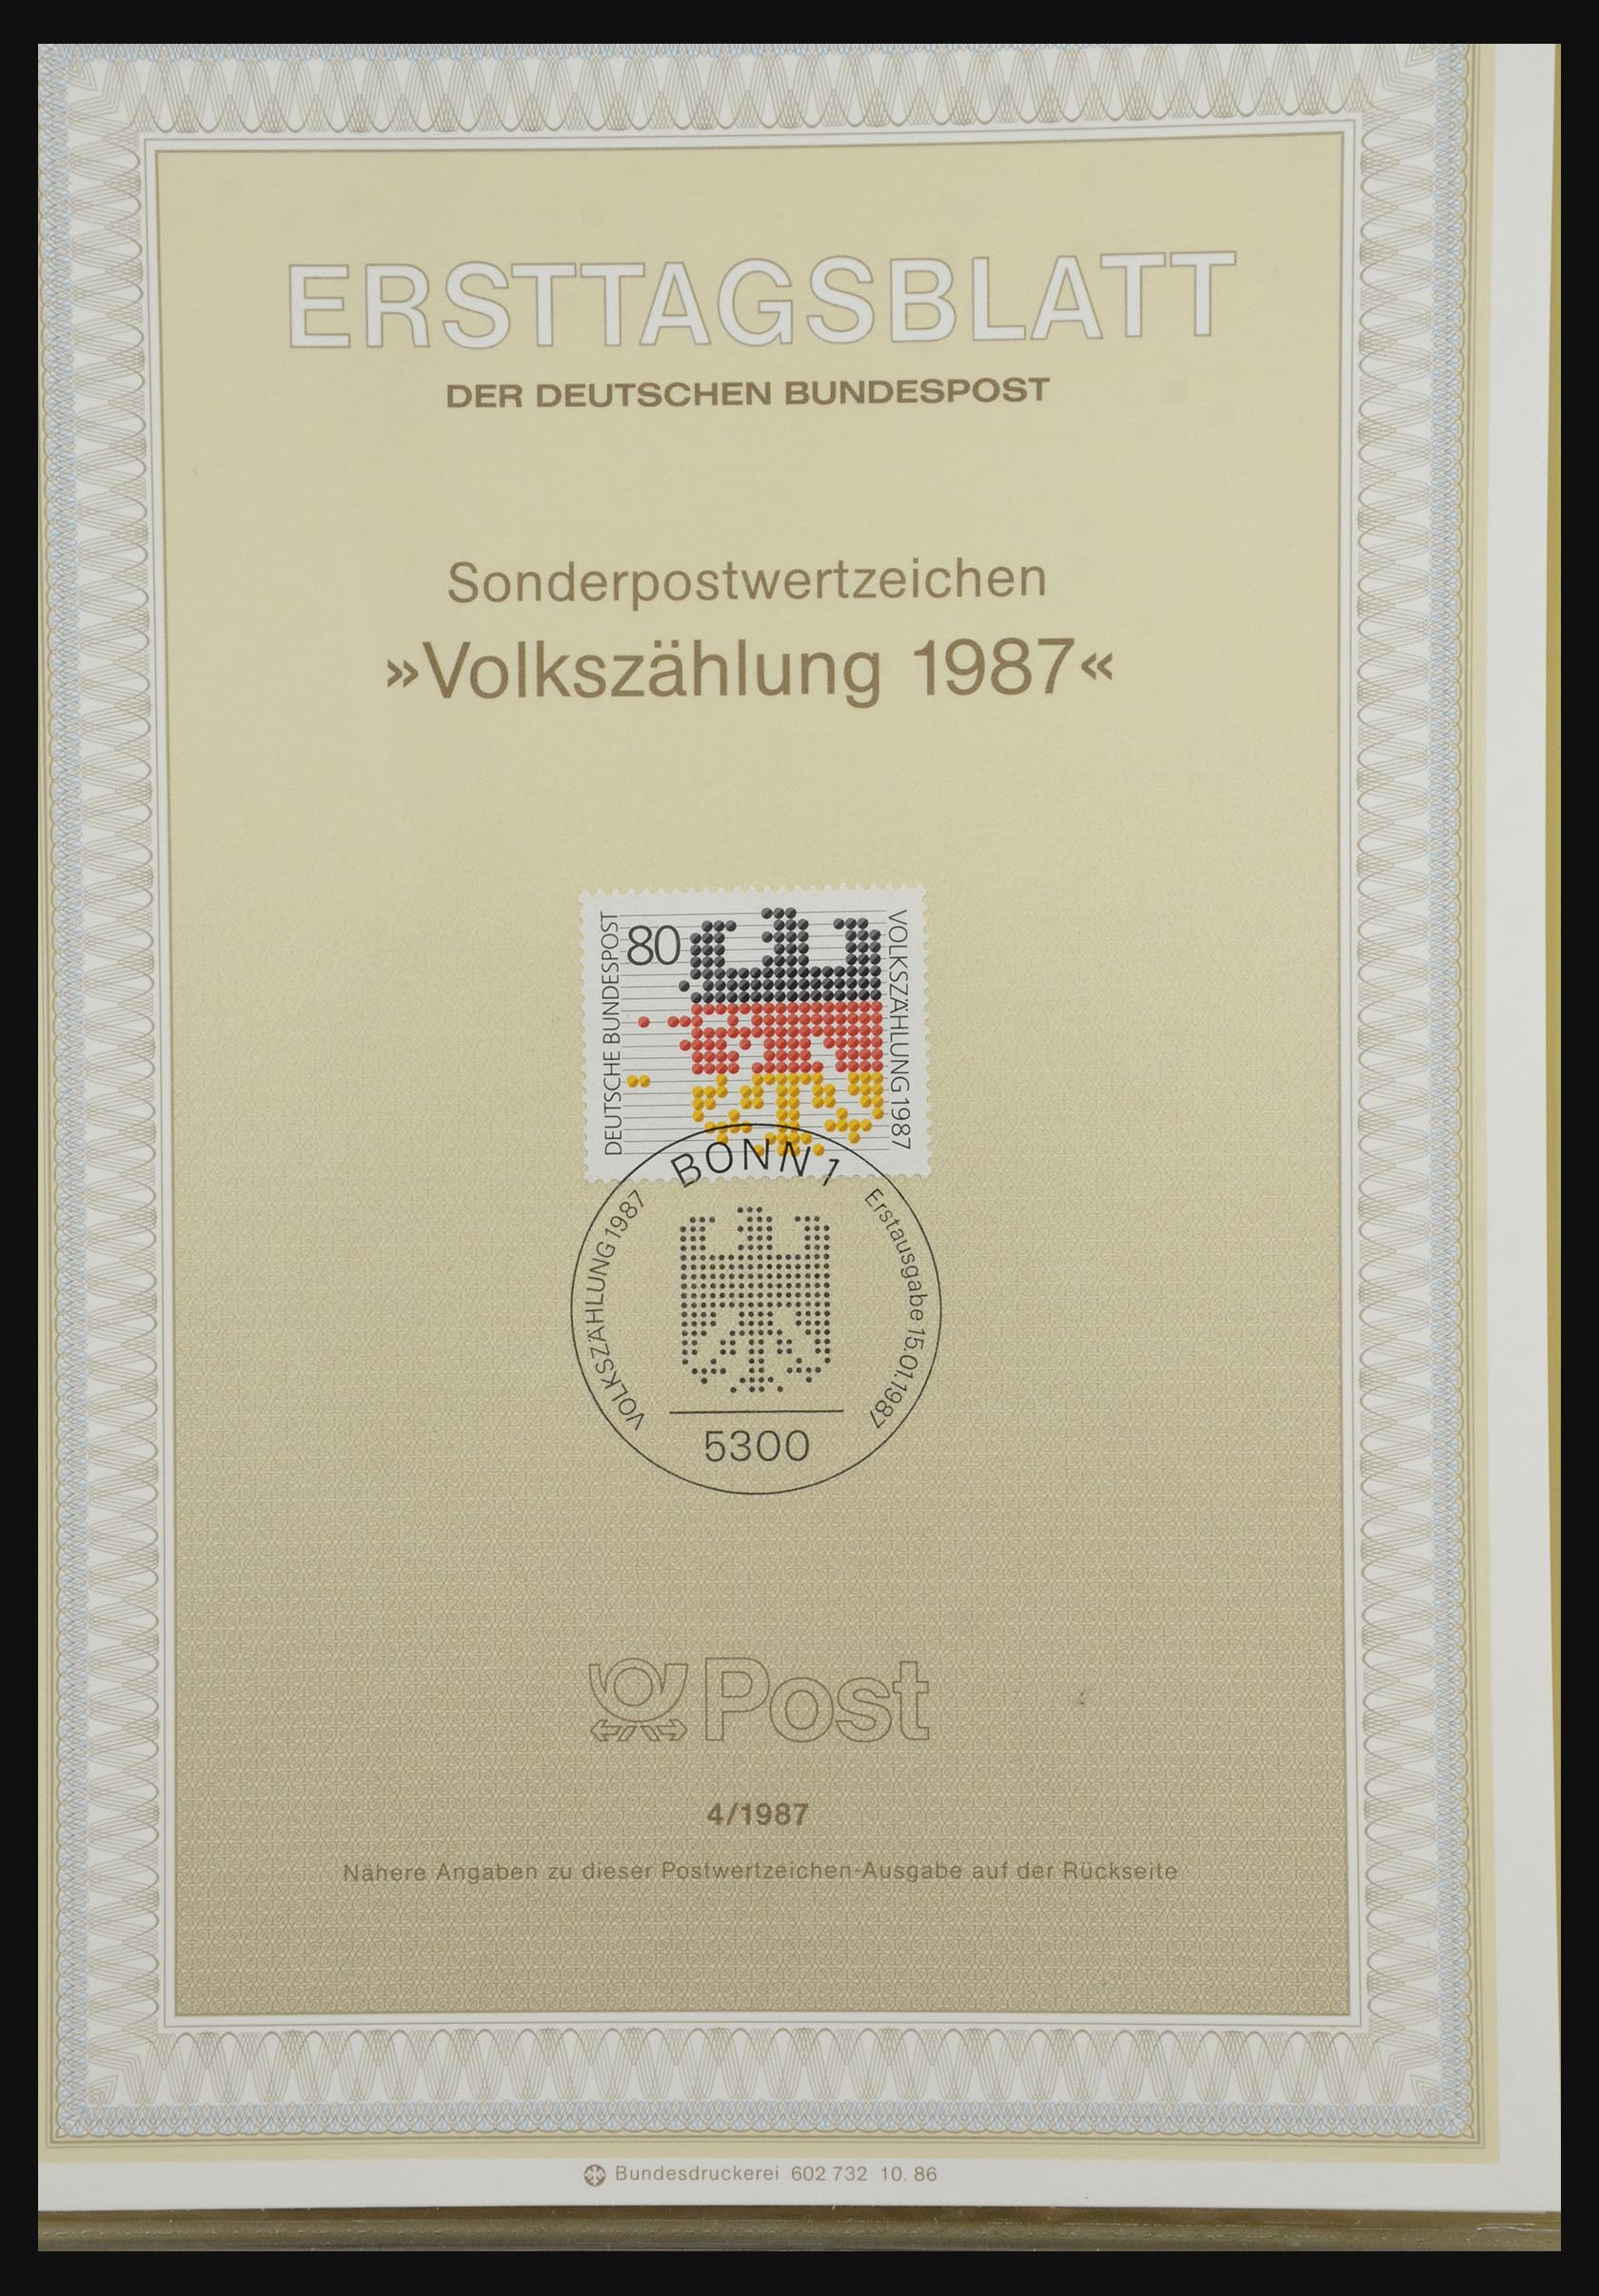 ERSTTAGSBLATT
DER DEUTSCHEN BUNDESPOST
Sonderpostwertzeichen
»Volkszählung 1987«
80
DEUTSCHE BUNDESPOST
VOLKSZÄHLUNG 1987
BONN 1
VOLKSZÄHLUNG 1987
Erstausgabe 15.01.1987
5300
Post
4/1987
Nähere Angaben zu dieser Postwertzeichen-Ausgabe auf der Rückseite
Bundesdruckerei 602 732 10. 86